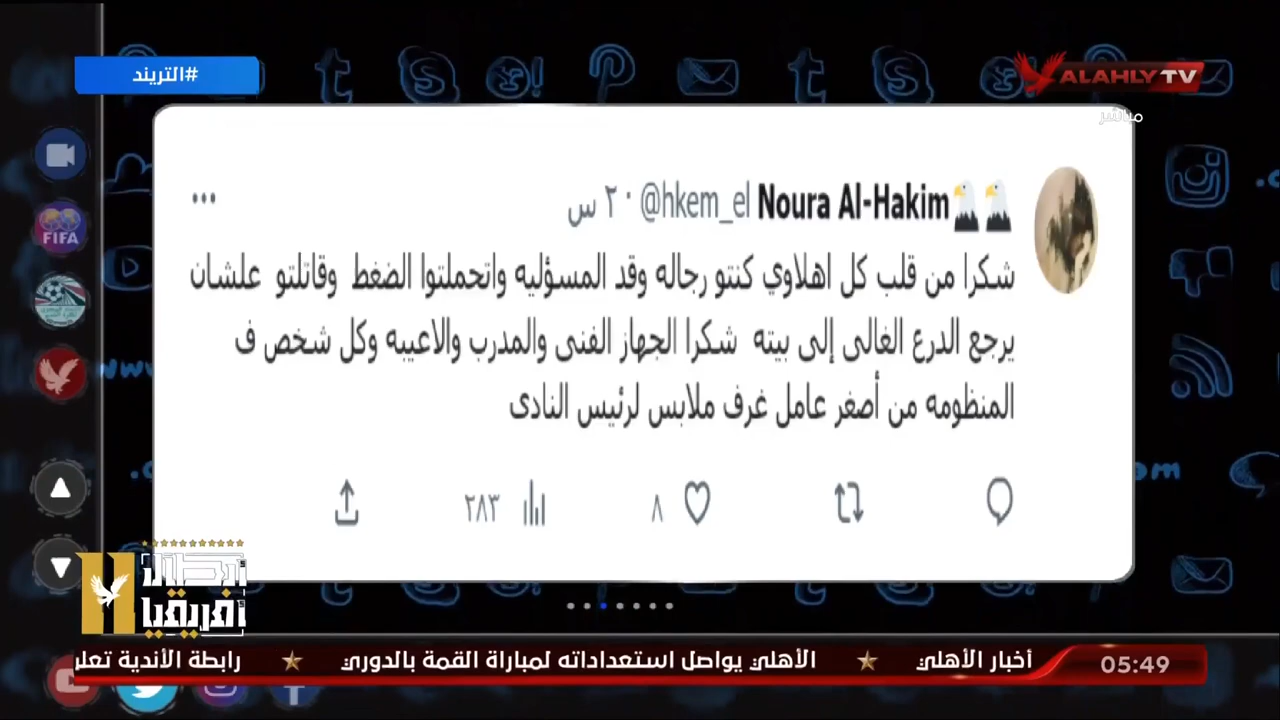 #التريند
ALAHLY TV
مباشر
Noura Al-Hakim @hkem_el · ٢٠ س
شكرا من قلب كل اهلاوي كنتو رجاله وقد المسؤليه واتحملتوا الضغط وقاتلتو علشان
يرجع الدرع الغالى إلى بيته شكرا الجهاز الفنى والمدرب والاعيبه وكل شخص ف
المنظومه من أصغر عامل غرف ملابس لرئيس النادى
٨
٢٨٣
FIFA
أبطال
أفريقيا
11
05:49
أخبار الأهلي ★ الأهلي يواصل استعداداته لمباراة القمة بالدوري ★ رابطة الأندية تعلن